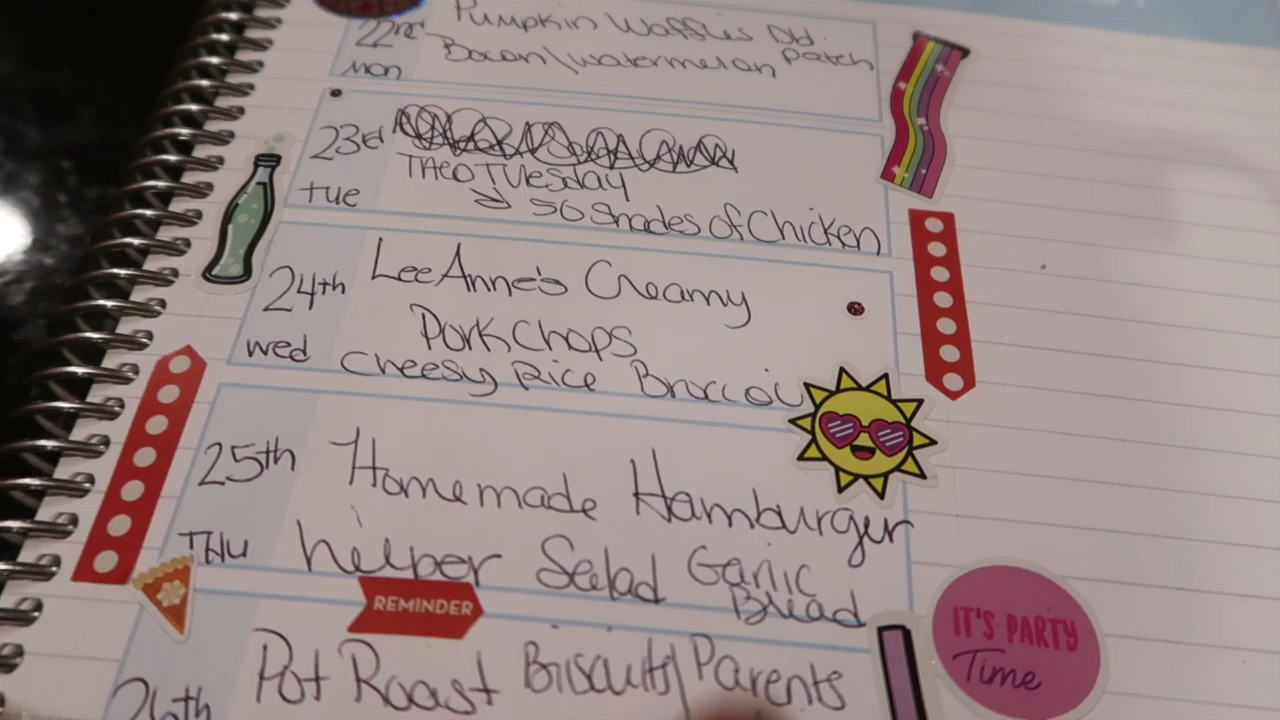 22nd Pumpkin Waffles Old
Mon Bacon\watermelon Patch
23rd
TACO TUESday
Tue 50 Shades of Chicken
24th LeeAnne's Creamy
Pork Chops
wed Cheesy Rice Broccoli
25th Homemade Hamburger
THU helper Salad Garlic
Bread
REMINDER
26th Pot Roast Biscuits/Parents
IT'S PARTY
Time